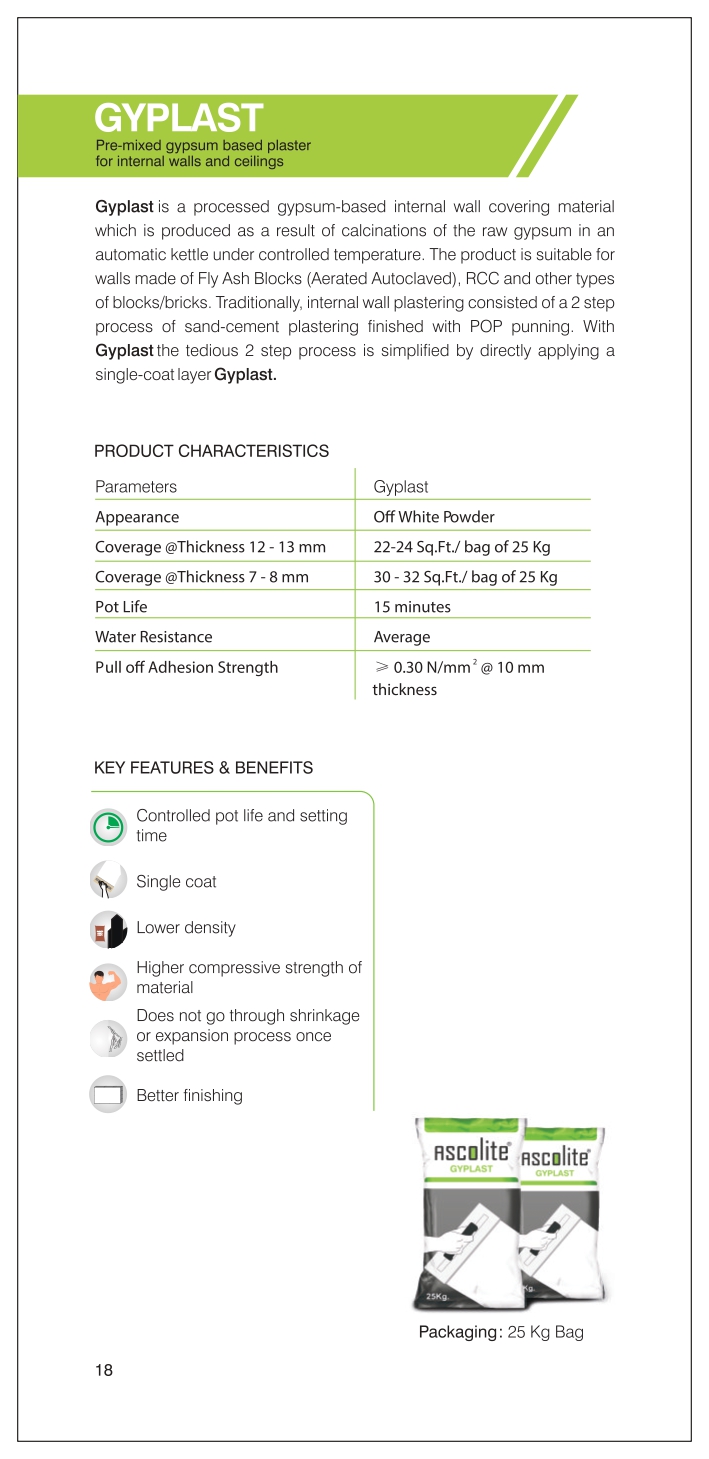 GYPLAST
Pre-mixed gypsum based plaster
for internal walls and ceilings
Gyplast is a processed gypsum-based internal wall covering material
which is produced as a result of calcinations of the raw gypsum in an
automatic kettle under controlled temperature. The product is suitable for
walls made of Fly Ash Blocks (Aerated Autoclaved), RCC and other types
of blocks/bricks. Traditionally, internal wall plastering consisted of a 2 step
process of sand-cement plastering finished with POP punning. With
Gyplast the tedious 2 step process is simplified by directly applying a
single-coat layer Gyplast.
PRODUCT CHARACTERISTICS
Parameters Gyplast
Appearance Off White Powder
Coverage @Thickness 12 - 13 mm 22-24 Sq.Ft./ bag of 25 Kg
Coverage @Thickness 7 - 8 mm 30 - 32 Sq.Ft./ bag of 25 Kg
Pot Life 15 minutes
Water Resistance Average
Pull off Adhesion Strength ⩾ 0.30 N/mm² @ 10 mm
thickness
KEY FEATURES & BENEFITS
Controlled pot life and setting
time
Single coat
Lower density
Higher compressive strength of
material
Does not go through shrinkage
or expansion process once
settled
Better finishing
ASCOLITE®
GYPLAST
25Kg.
ASCOLITE®
GYPLAST
Kg.
Packaging: 25 Kg Bag
18